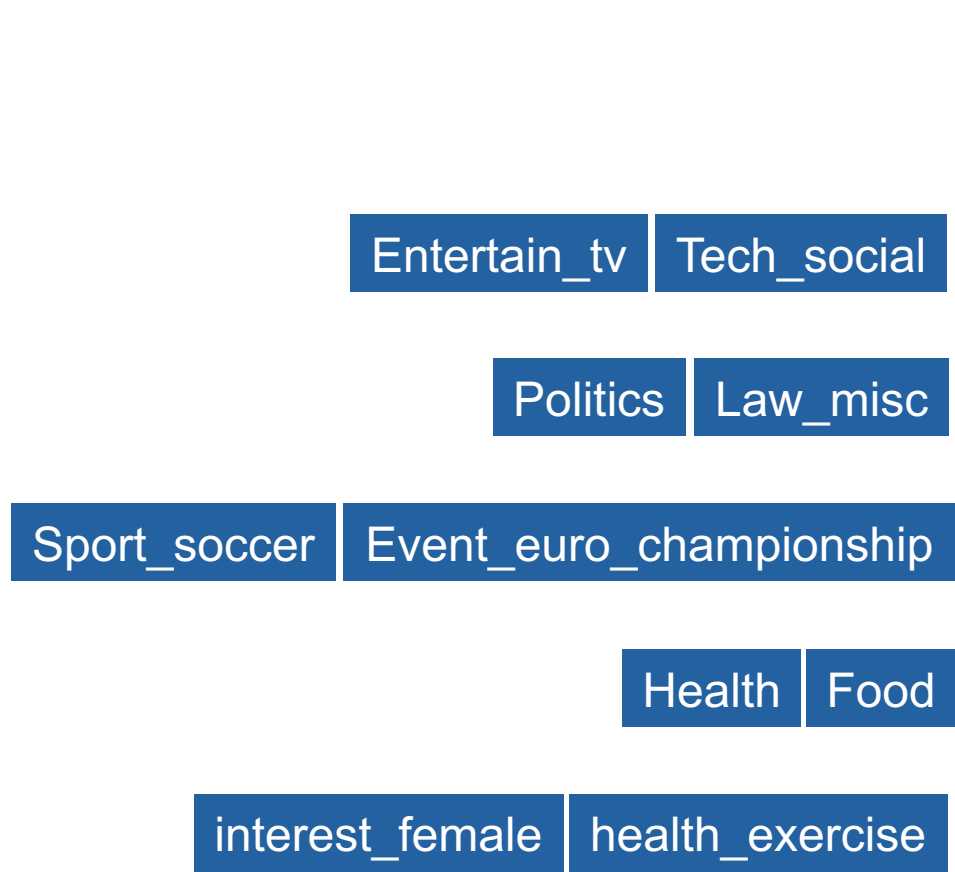 Entertain_tv Tech_social
Politics Law_misc
Sport_soccer Event_euro_championship
Health Food
interest_female health_exercise